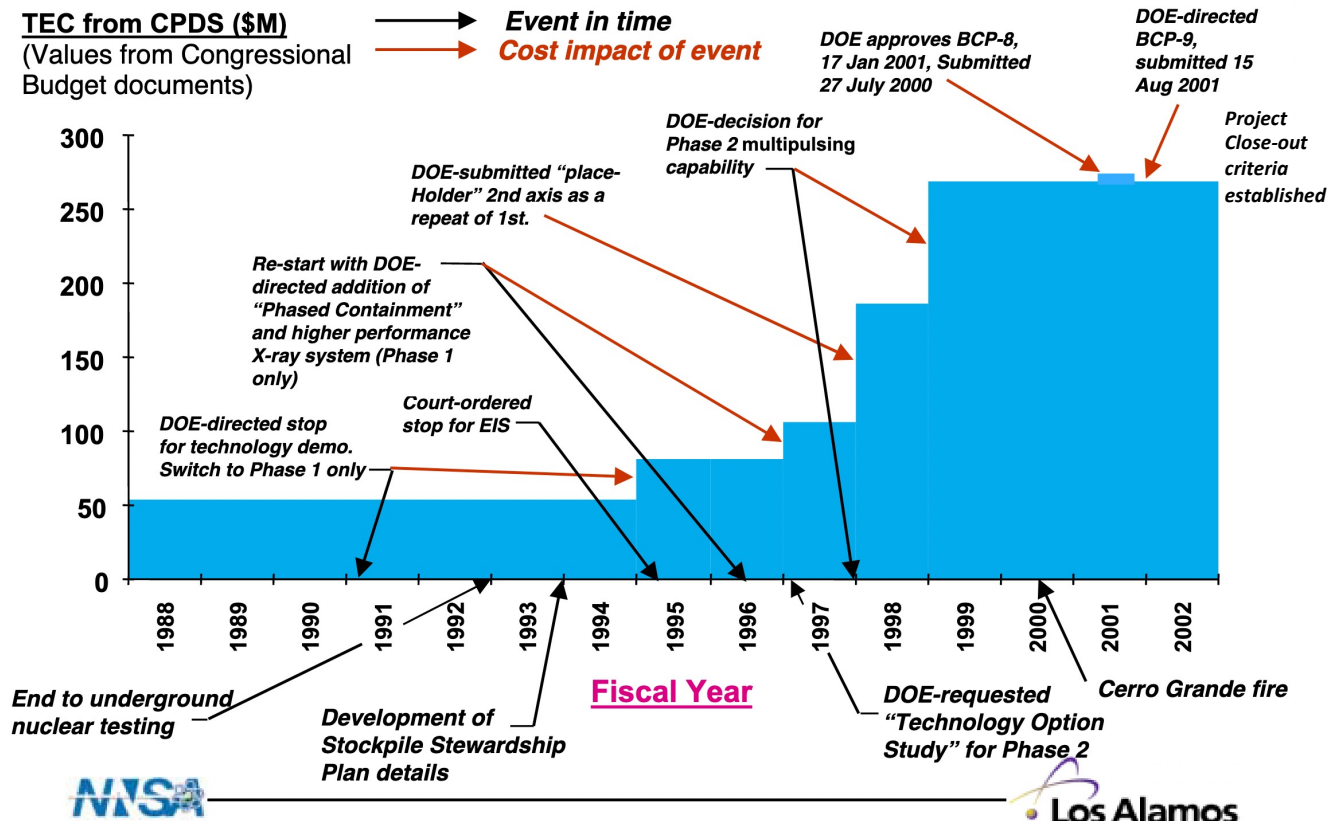 TEC from CPDS ($M)
(Values from Congressional
Budget documents)
Event in time
Cost impact of event
DOE approves BCP-8,
17 Jan 2001, Submitted
27 July 2000
DOE-directed
BCP-9,
submitted 15
Aug 2001
Project
Close-out
criteria
established
DOE-decision for
Phase 2 multipulsing
capability
DOE-submitted “place-
Holder” 2nd axis as a
repeat of 1st.
Re-start with DOE-
directed addition of
“Phased Containment”
and higher performance
X-ray system (Phase 1
only)
Court-ordered
stop for EIS
DOE-directed stop
for technology demo.
Switch to Phase 1 only
300
250
200
150
100
50
0
1988
1989
1990
1991
1992
1993
1994
1995
1996
1997
1998
1999
2000
2001
2002
Fiscal Year
End to underground
nuclear testing
Development of
Stockpile Stewardship
Plan details
DOE-requested
“Technology Option
Study” for Phase 2
Cerro Grande fire
NNSA
Los Alamos